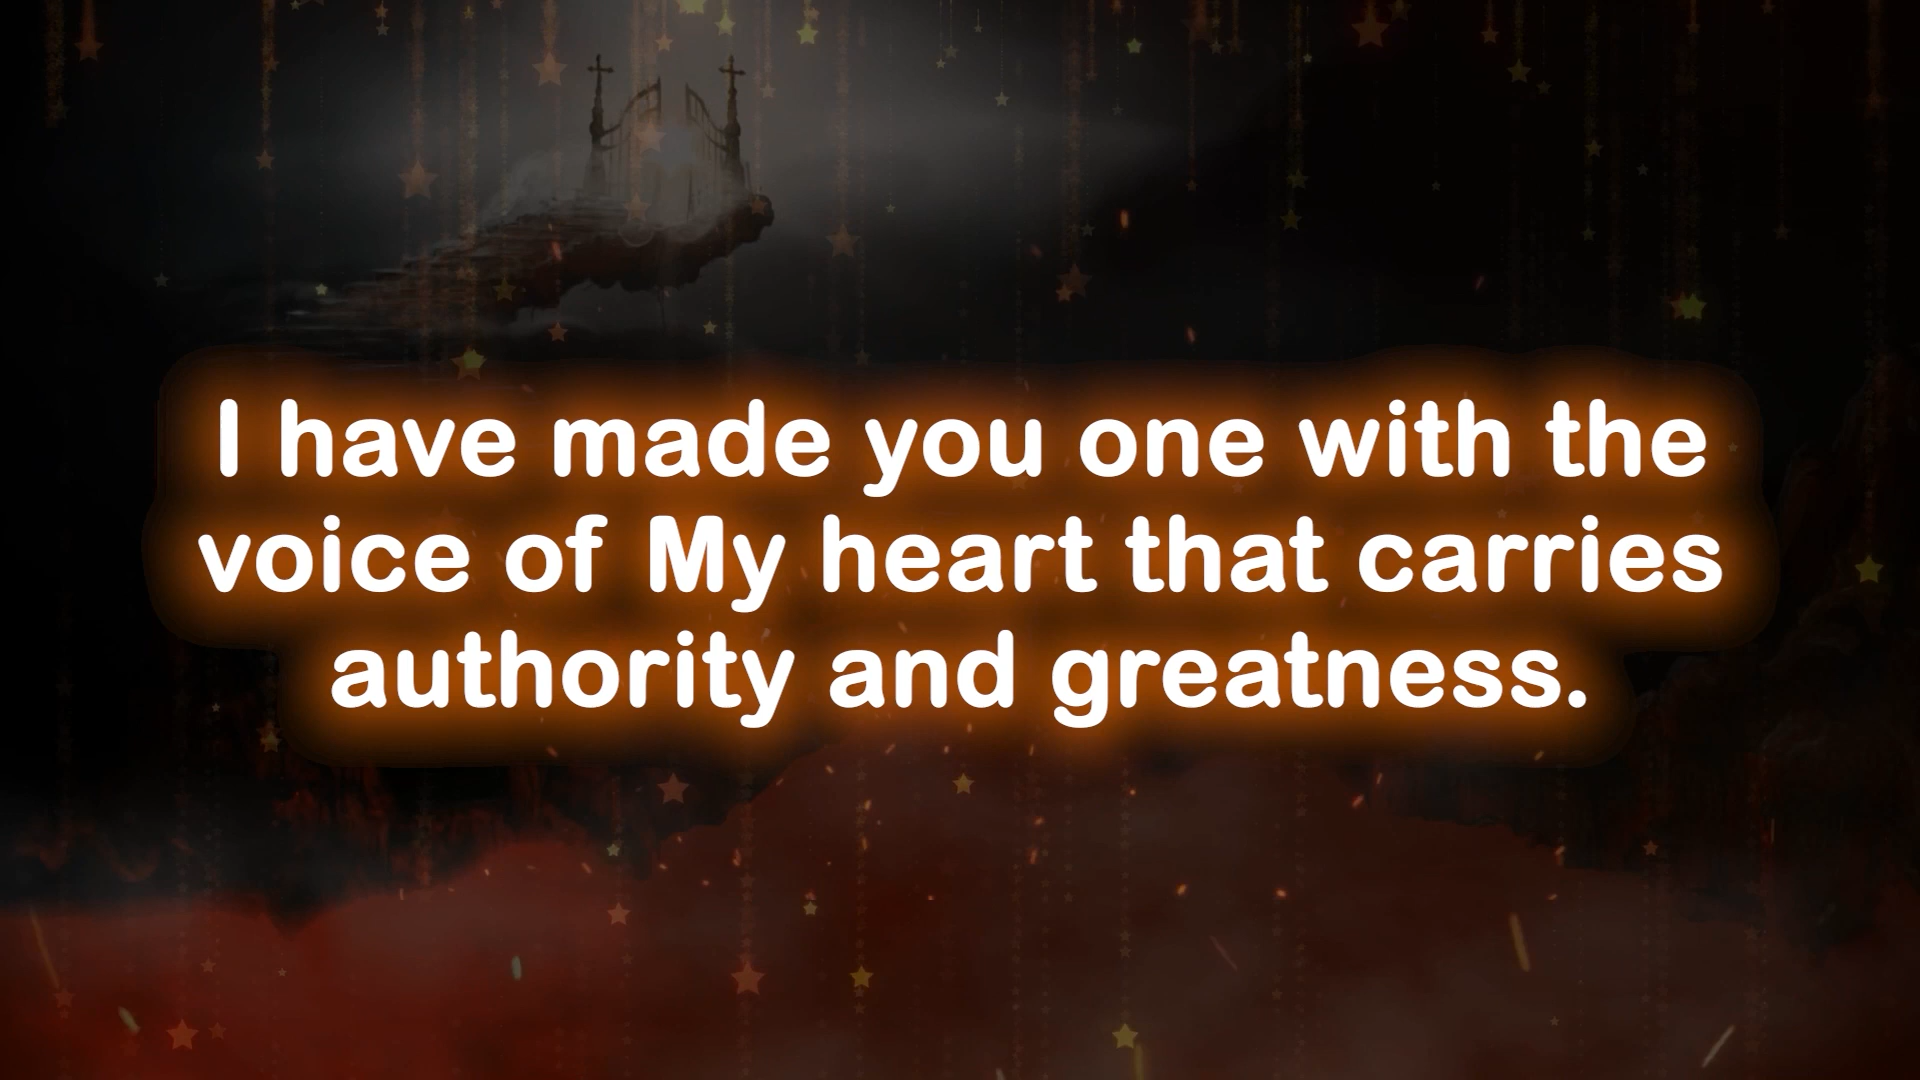 I have made you one with the
voice of My heart that carries
authority and greatness.